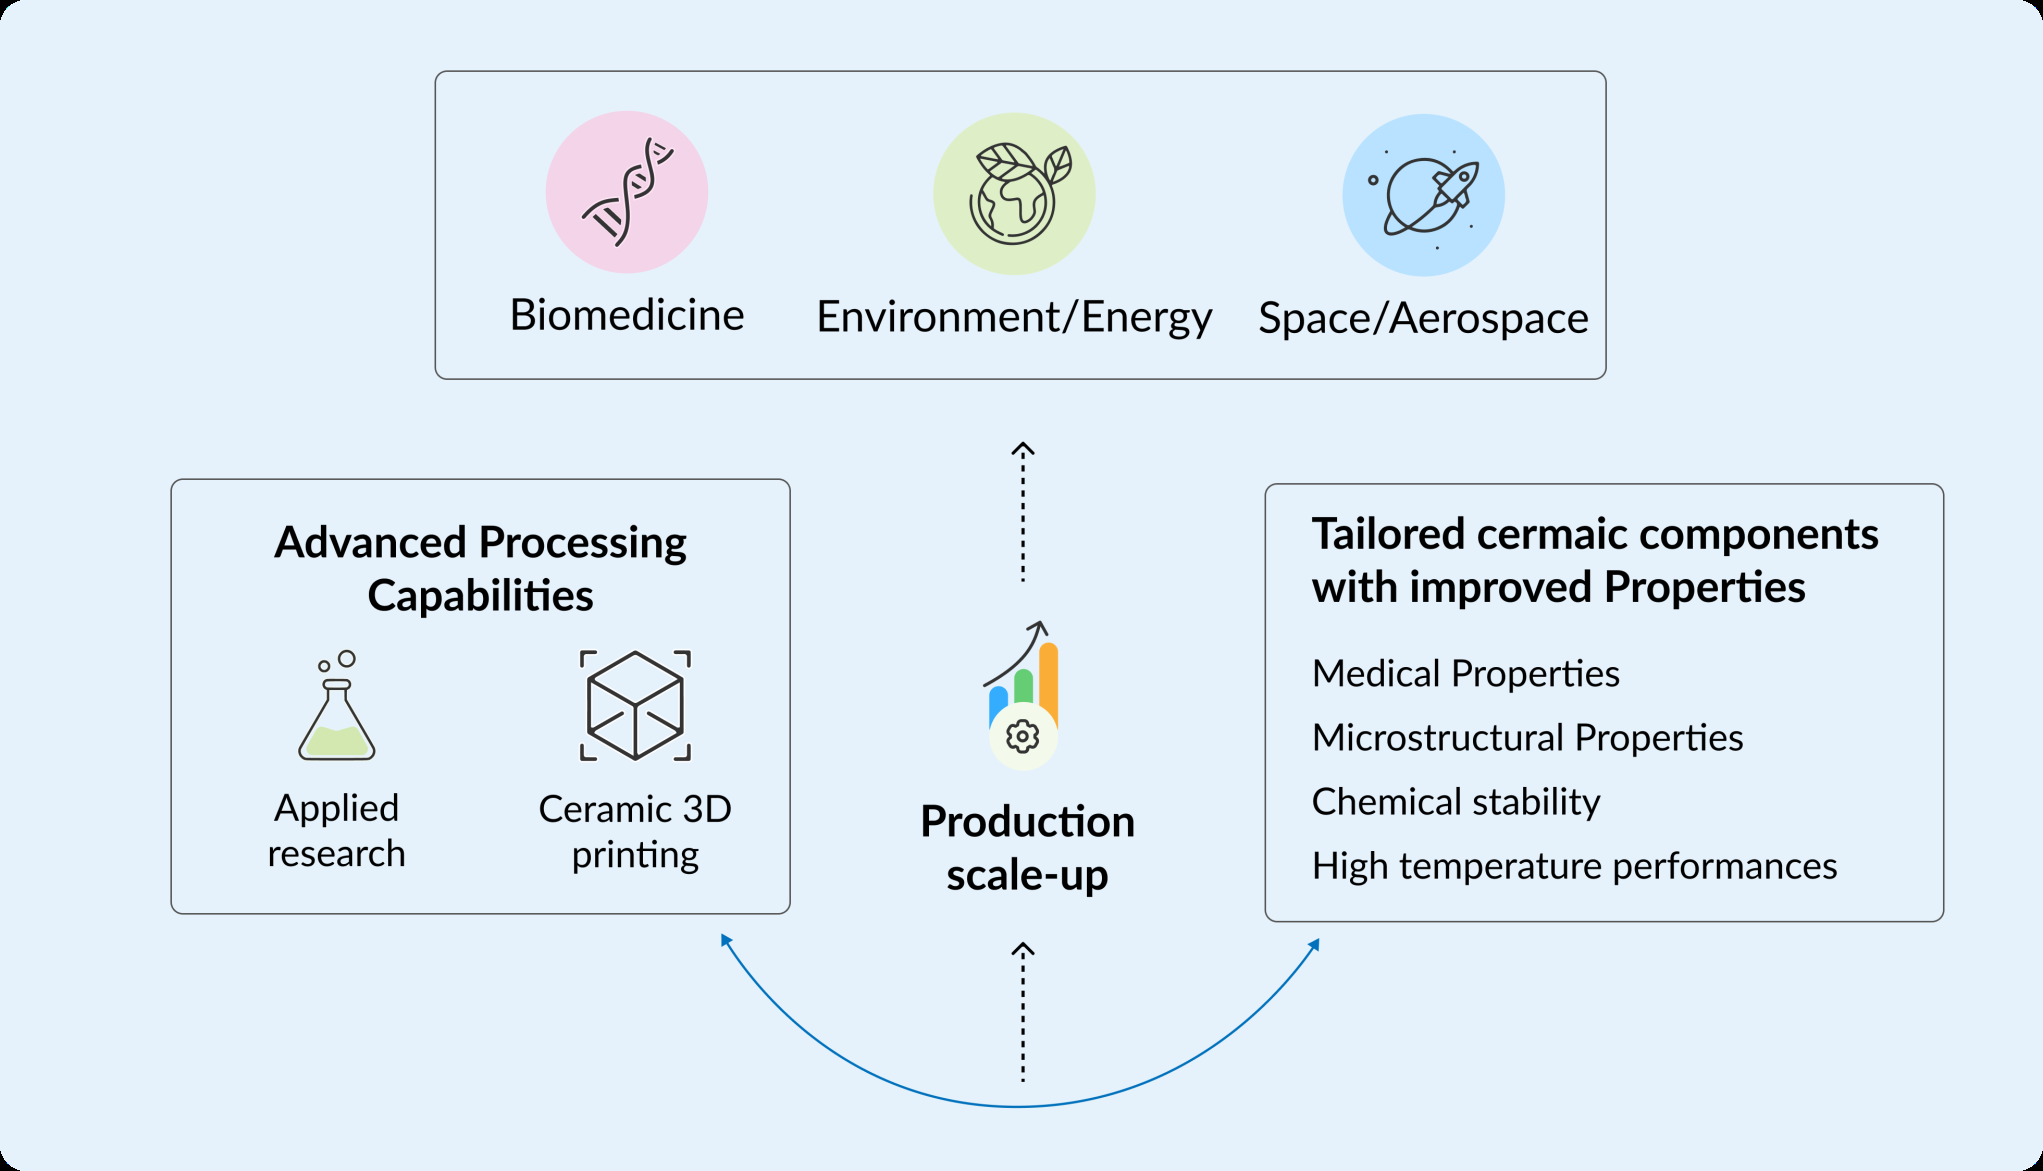 Biomedicine
Environment/Energy
Space/Aerospace
Advanced Processing
Capabilities
Applied
research
Ceramic 3D
printing
Production
scale-up
Tailored cermaic components
with improved Properties
Medical Properties
Microstructural Properties
Chemical stability
High temperature performances